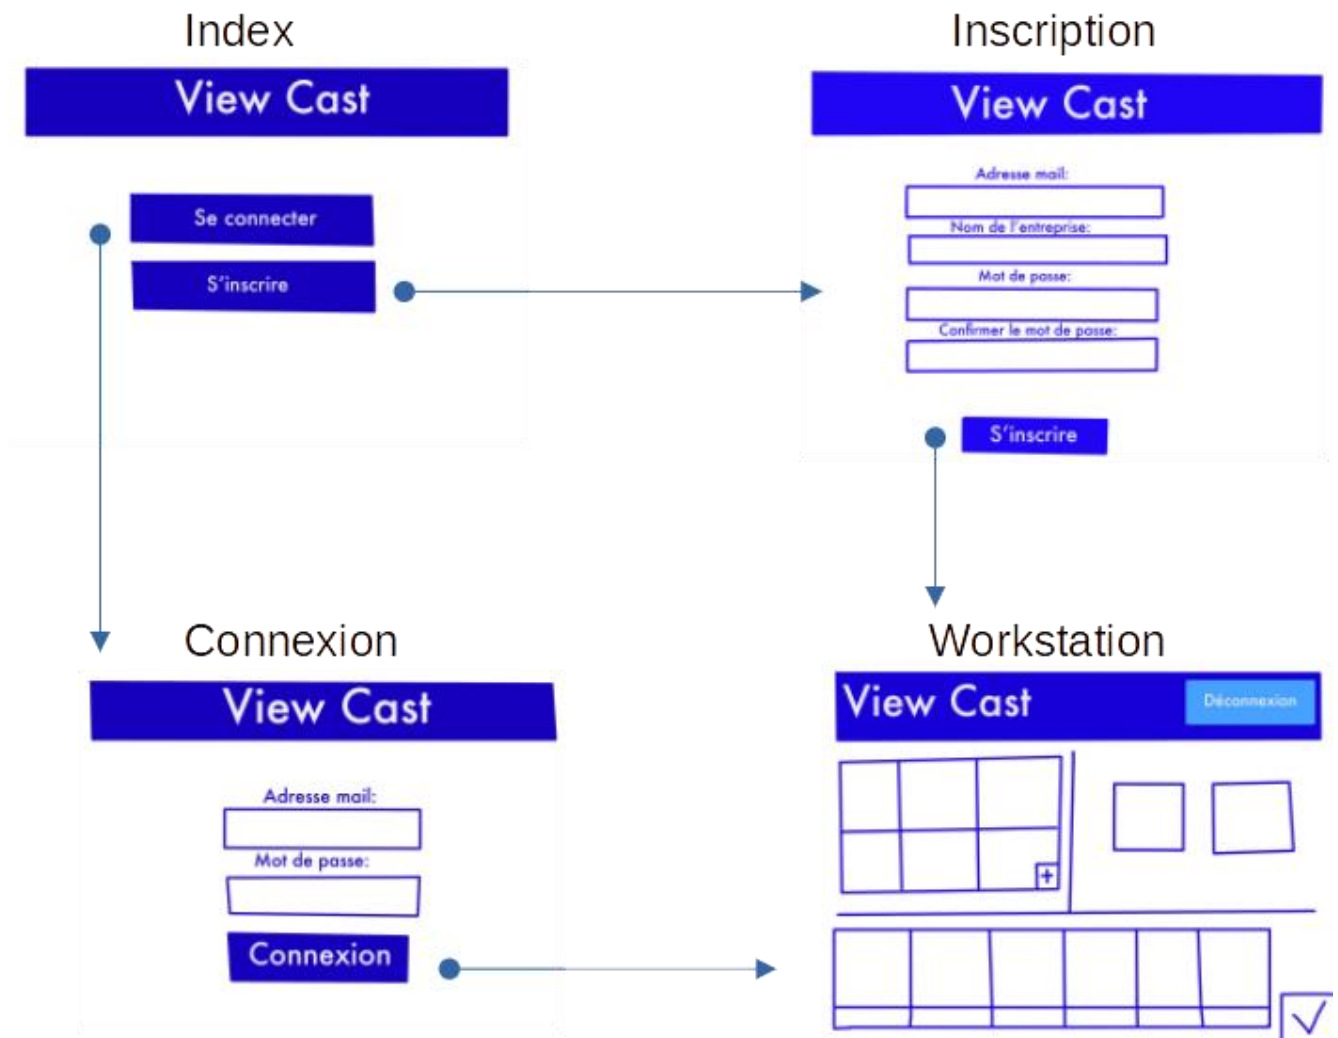 Index
View Cast
Se connecter
S'inscrire
Inscription
View Cast
Adresse mail:
Nom de l'entreprise:
Mot de passe:
Confirmer le mot de passe:
S'inscrire
Connexion
View Cast
Adresse mail:
Mot de passe:
Connexion
Workstation
View Cast
Déconnexion
+